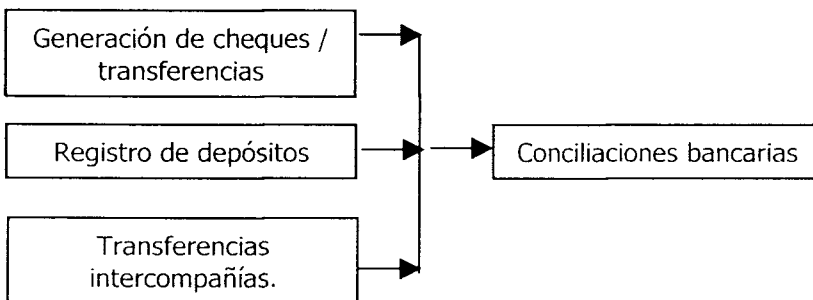 Generación de cheques /
transferencias
Registro de depósitos
Conciliaciones bancarias
Transferencias
intercompañías.